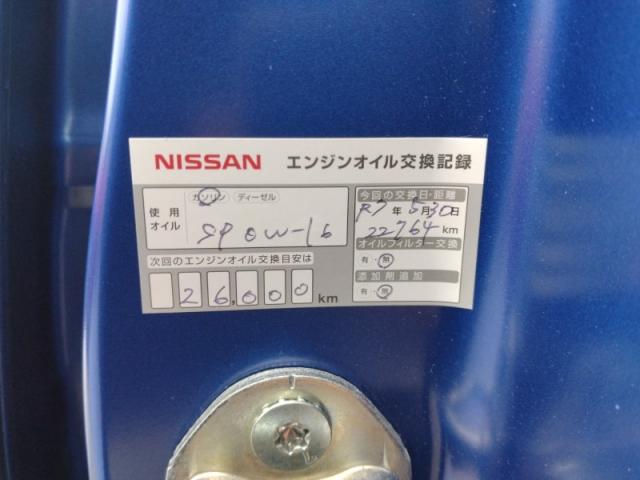 NISSAN エンジンオイル交換記録
使用オイル ガソリン ディーゼル
SP 0W-16
次回のエンジンオイル交換目安は
26,000 km
今回の交換日・距離
R7年5月30日
22764 km
オイルフィルター交換
有・無
添加剤追加
有・無